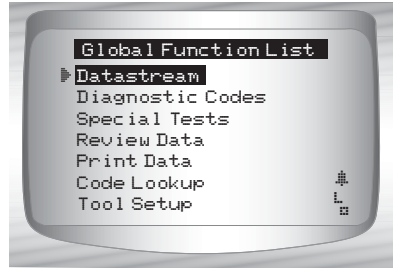 Global Function List
Datastream
Diagnostic Codes
Special Tests
Review Data
Print Data
Code Lookup
Tool Setup